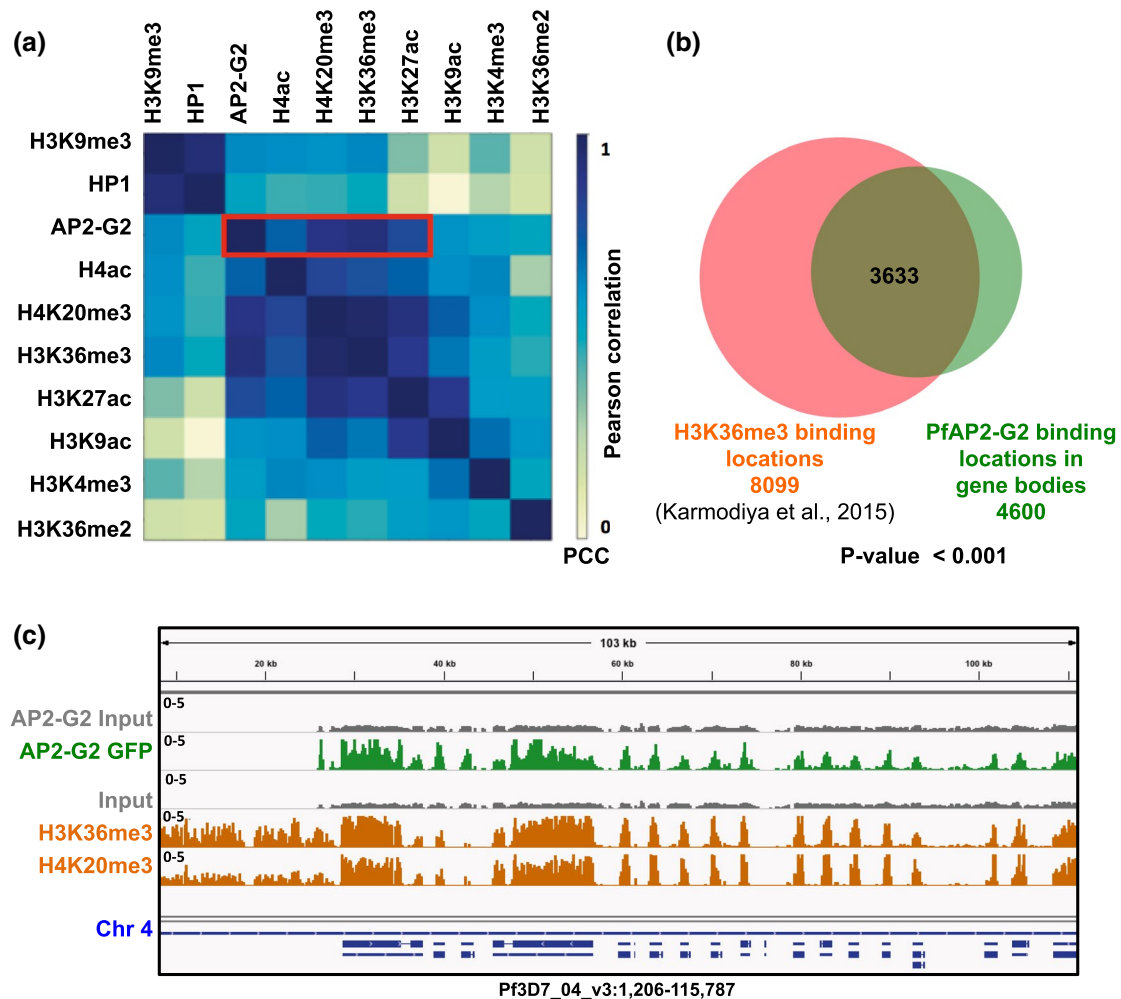 (a)
H3K9me3
HP1
AP2-G2
H4ac
H4K20me3
H3K36me3
H3K27ac
H3K9ac
H3K4me3
H3K36me2
H3K9me3
HP1
AP2-G2
H4ac
H4K20me3
H3K36me3
H3K27ac
H3K9ac
H3K4me3
H3K36me2
1
Pearson correlation
0
PCC
(b)
3633
H3K36me3 binding
locations
8099
(Karmodiya et al., 2015)
PfAP2-G2 binding
locations in
gene bodies
4600
P-value < 0.001
(c)
103 kb
20 kb
40 kb
60 kb
80 kb
100 kb
AP2-G2 Input
0-5
AP2-G2 GFP
0-5
Input
0-5
H3K36me3
0-5
H4K20me3
0-5
Chr 4
Pf3D7_04_v3:1,206-115,787